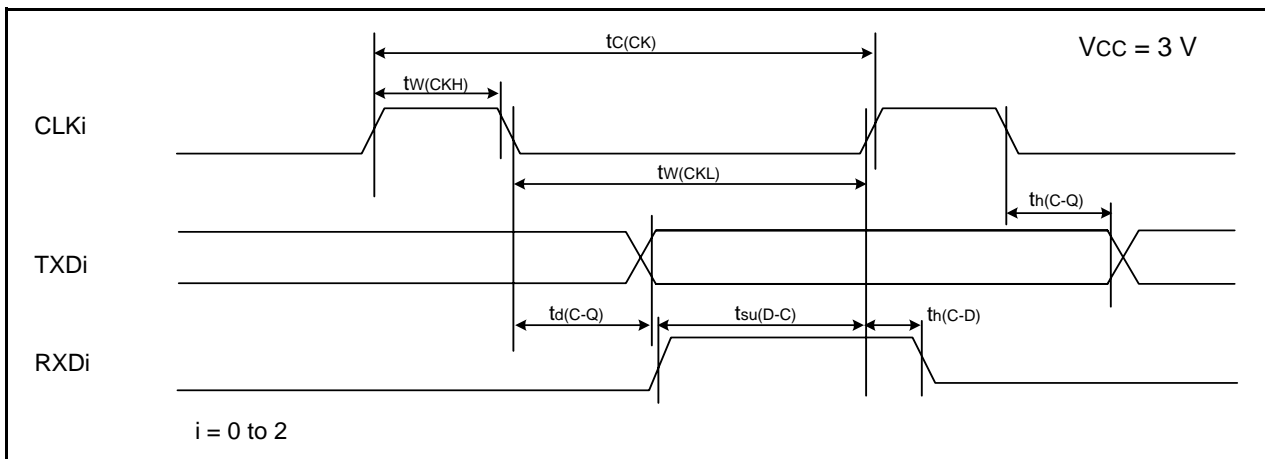 tC(CK)
VCC = 3 V
tW(CKH)
CLKi
tW(CKL)
th(C-Q)
TXDi
td(C-Q)
tsu(D-C)
th(C-D)
RXDi
i = 0 to 2